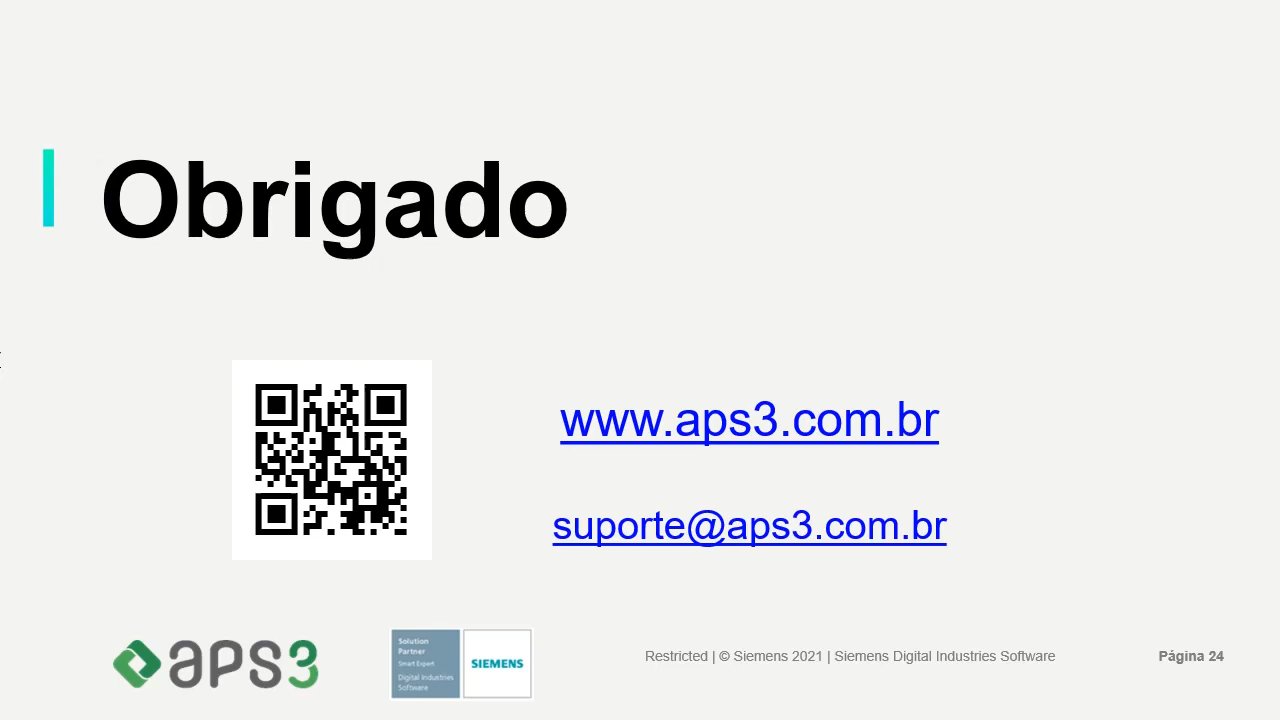 Obrigado
www.aps3.com.br
suporte@aps3.com.br
aps3
Solution
Partner
Smart Expert
Digital Industries
Software
SIEMENS
Restricted | © Siemens 2021 | Siemens Digital Industries Software
Página 24